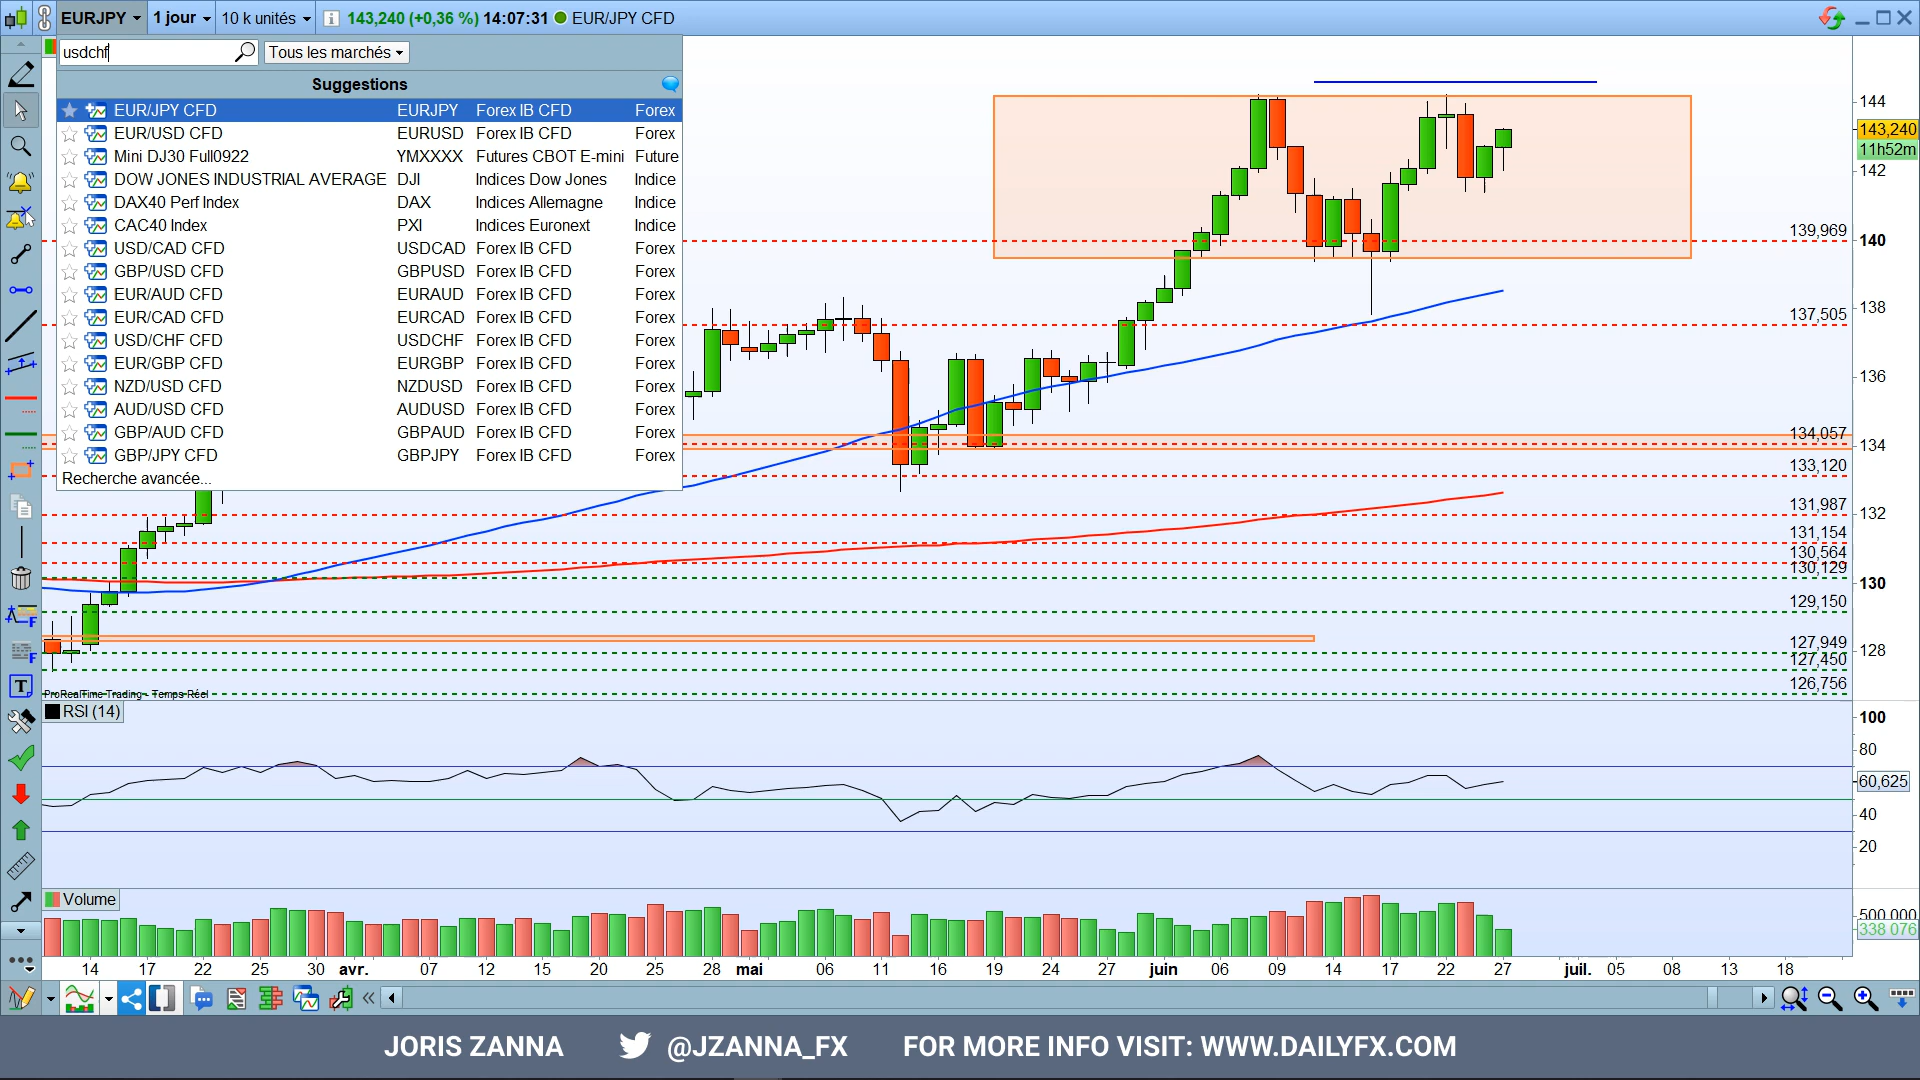 EURJPY 1 jour 10 k unités 143,240 (+0,36 %) 14:07:31 EUR/JPY CFD
usdchf Tous les marchés
Suggestions
EUR/JPY CFD EURJPY Forex IB CFD Forex
EUR/USD CFD EURUSD Forex IB CFD Forex
Mini DJ30 Full0922 YMXXXX Futures CBOT E-mini Future
DOW JONES INDUSTRIAL AVERAGE DJI Indices Dow Jones Indice
DAX40 Perf Index DAX Indices Allemagne Indice
CAC40 Index PXI Indices Euronext Indice
USD/CAD CFD USDCAD Forex IB CFD Forex
GBP/USD CFD GBPUSD Forex IB CFD Forex
EUR/AUD CFD EURAUD Forex IB CFD Forex
EUR/CAD CFD EURCAD Forex IB CFD Forex
USD/CHF CFD USDCHF Forex IB CFD Forex
EUR/GBP CFD EURGBP Forex IB CFD Forex
NZD/USD CFD NZDUSD Forex IB CFD Forex
AUD/USD CFD AUDUSD Forex IB CFD Forex
GBP/AUD CFD GBPAUD Forex IB CFD Forex
GBP/JPY CFD GBPJPY Forex IB CFD Forex
Recherche avancée...
144
143,240
11h52m
142
139,969
140
138
137,505
136
134,057
134
133,120
131,987
132
131,154
130,564
130,129
130
129,150
127,949
128
127,450
126,756
ProRealTime Trading - Temps Réel
RSI (14)
100
80
60,625
40
20
Volume
500 000
338 076
14 17 22 25 30 avr. 07 12 15 20 25 28 mai 06 11 16 19 24 27 juin 06 09 14 17 22 27 juil. 05 08 13 18
JORIS ZANNA @JZANNA_FX FOR MORE INFO VISIT: WWW.DAILYFX.COM